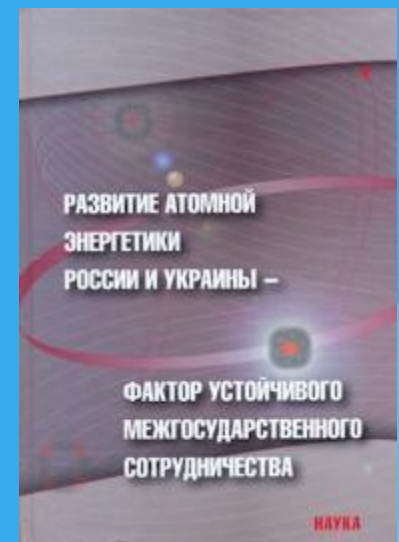 РАЗВИТИЕ АТОМНОЙ
ЭНЕРГЕТИКИ
РОССИИ И УКРАИНЫ –
ФАКТОР УСТОЙЧИВОГО
МЕЖГОСУДАРСТВЕННОГО
СОТРУДНИЧЕСТВА
НАУКА